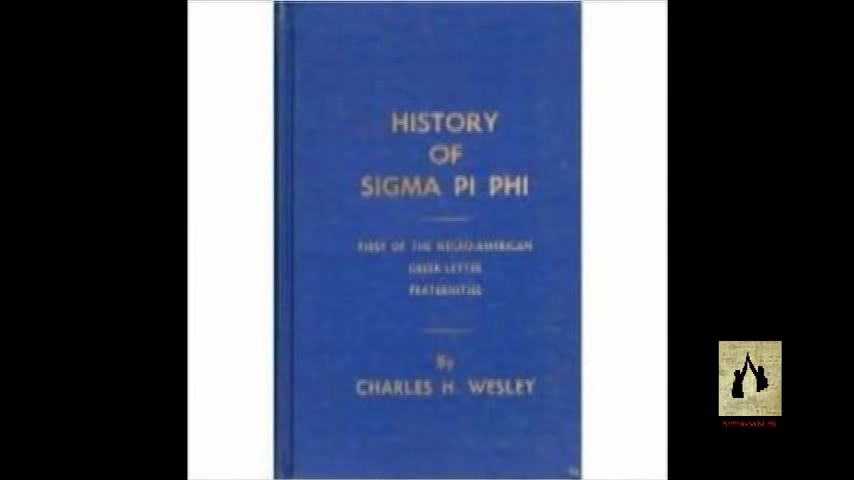 HISTORY
OF
SIGMA PI PHI
FIRST OF THE NEGRO-AMERICAN
GREEK-LETTER
FRATERNITIES
By
CHARLES H. WESLEY